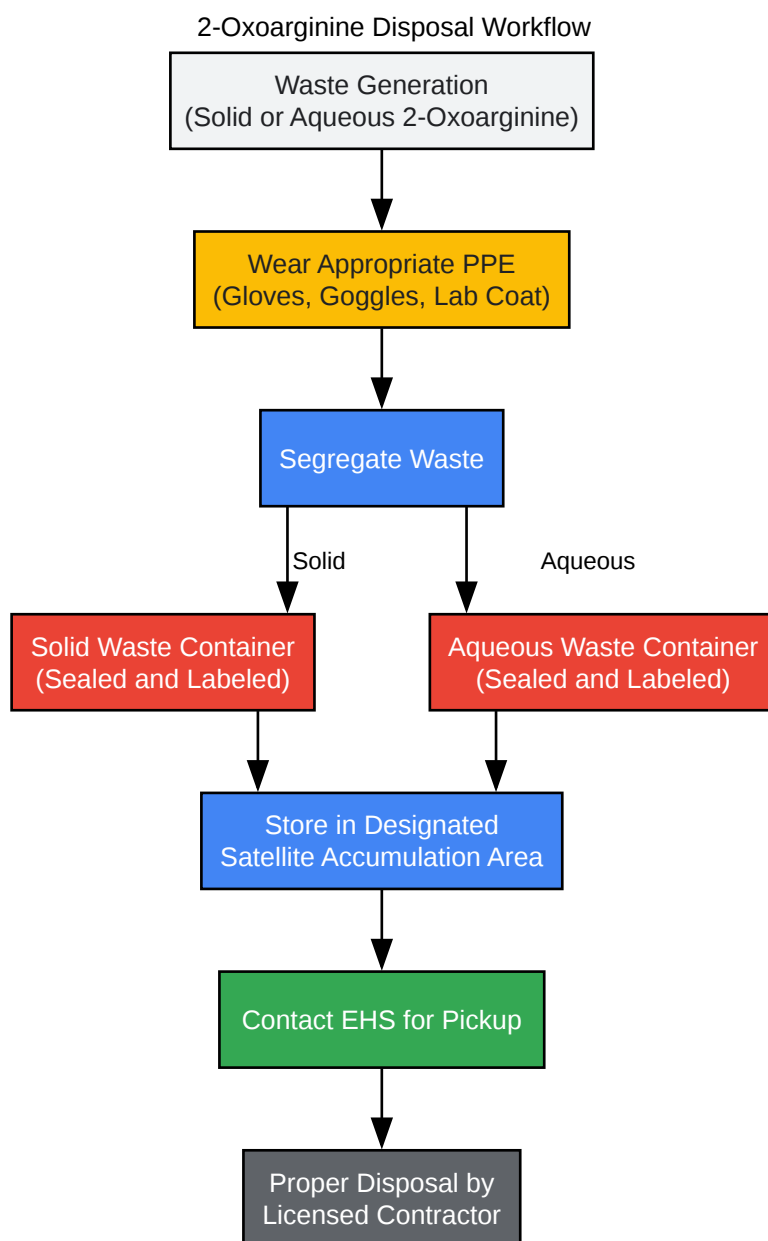 2-Oxoarginine Disposal Workflow
Waste Generation
(Solid or Aqueous 2-Oxoarginine)
Wear Appropriate PPE
(Gloves, Goggles, Lab Coat)
Segregate Waste
Solid
Aqueous
Solid Waste Container
(Sealed and Labeled)
Aqueous Waste Container
(Sealed and Labeled)
Store in Designated
Satellite Accumulation Area
Contact EHS for Pickup
Proper Disposal by
Licensed Contractor